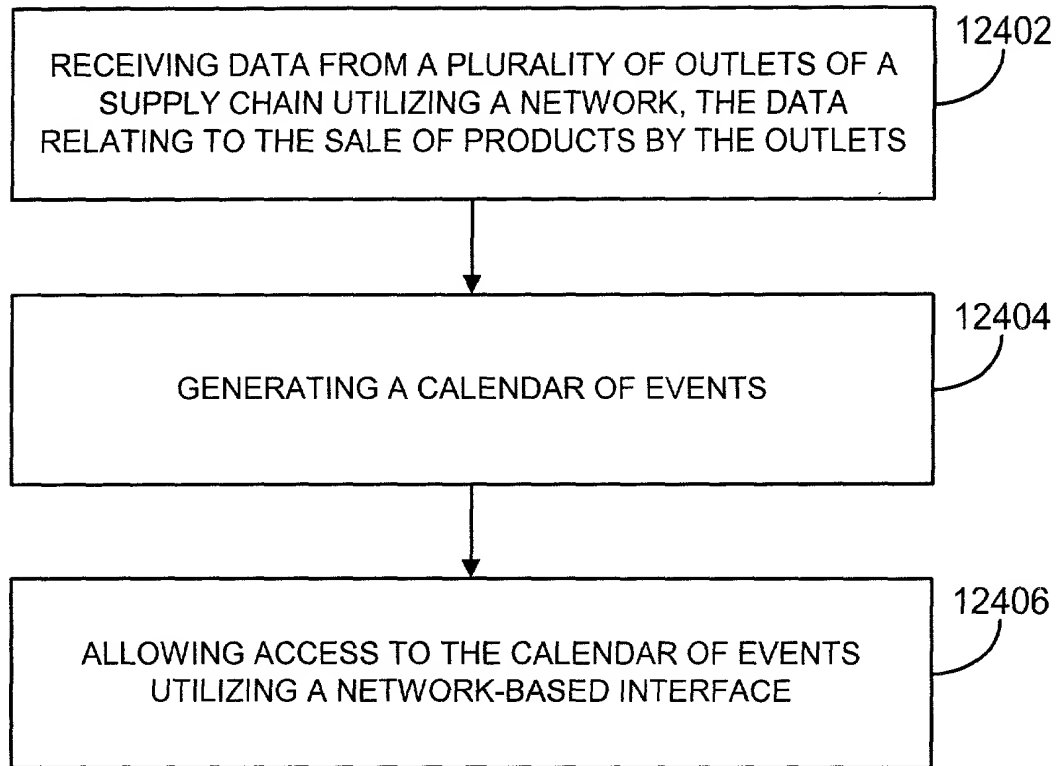 12402
RECEIVING DATA FROM A PLURALITY OF OUTLETS OF A
SUPPLY CHAIN UTILIZING A NETWORK, THE DATA
RELATING TO THE SALE OF PRODUCTS BY THE OUTLETS
12404
GENERATING A CALENDAR OF EVENTS
12406
ALLOWING ACCESS TO THE CALENDAR OF EVENTS
UTILIZING A NETWORK-BASED INTERFACE